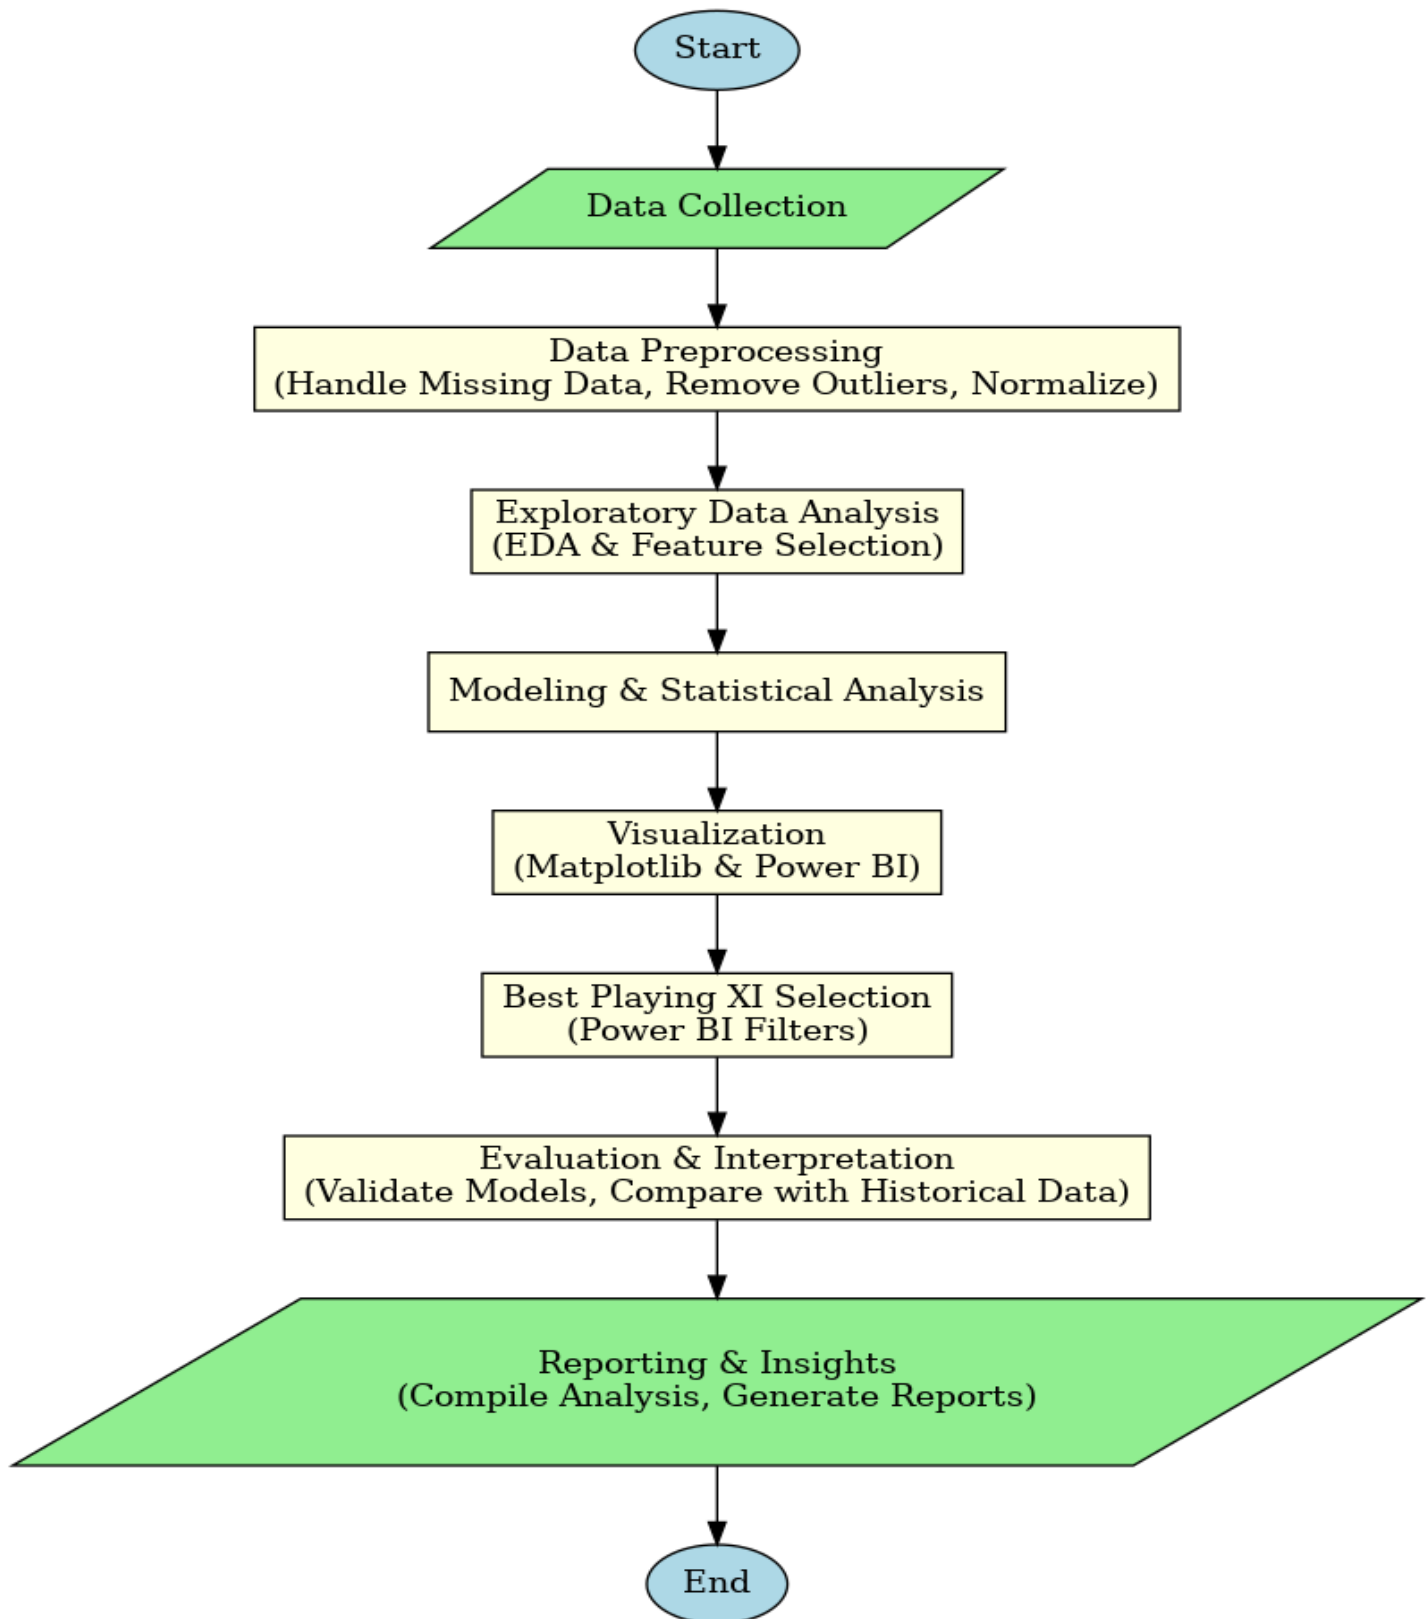 Start
Data Collection
Data Preprocessing
(Handle Missing Data, Remove Outliers, Normalize)
Exploratory Data Analysis
(EDA & Feature Selection)
Modeling & Statistical Analysis
Visualization
(Matplotlib & Power BI)
Best Playing XI Selection
(Power BI Filters)
Evaluation & Interpretation
(Validate Models, Compare with Historical Data)
Reporting & Insights
(Compile Analysis, Generate Reports)
End